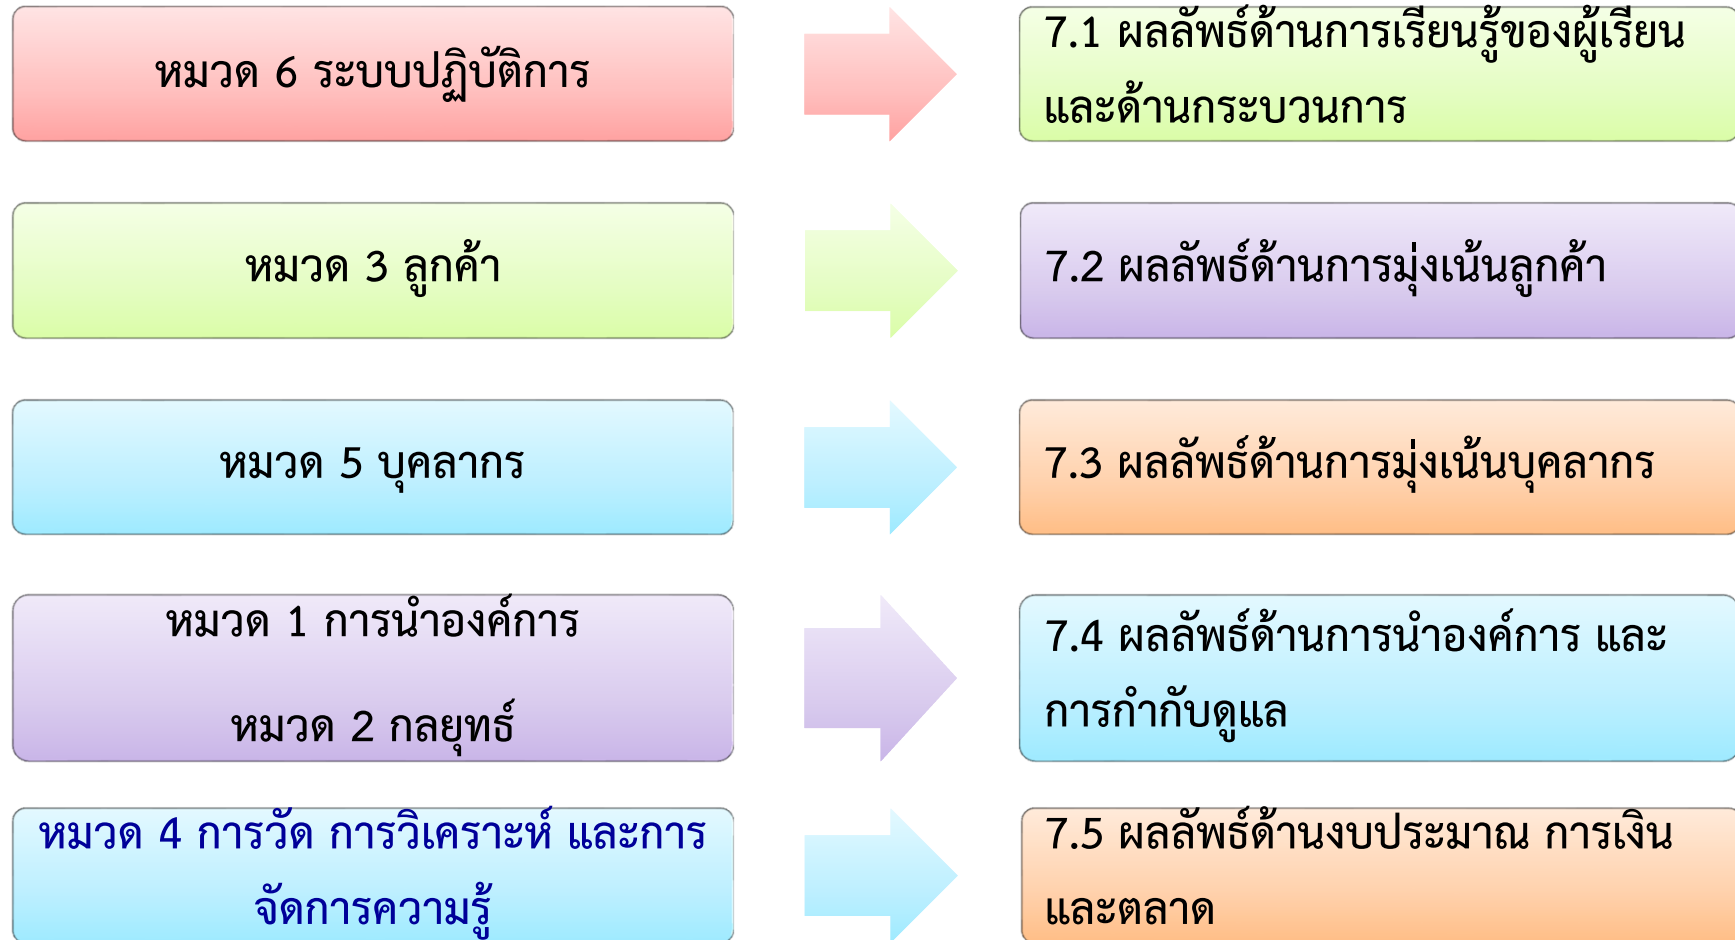 หมวด 6 ระบบปฏิบัติการ
7.1 ผลลัพธ์ด้านการเรียนรู้ของผู้เรียน
และด้านกระบวนการ
หมวด 3 ลูกค้า
7.2 ผลลัพธ์ด้านการมุ่งเน้นลูกค้า
หมวด 5 บุคลากร
7.3 ผลลัพธ์ด้านการมุ่งเน้นบุคลากร
หมวด 1 การนำองค์การ
หมวด 2 กลยุทธ์
7.4 ผลลัพธ์ด้านการนำองค์การ และ
การกำกับดูแล
หมวด 4 การวัด การวิเคราะห์ และการ
จัดการความรู้
7.5 ผลลัพธ์ด้านงบประมาณ การเงิน
และตลาด